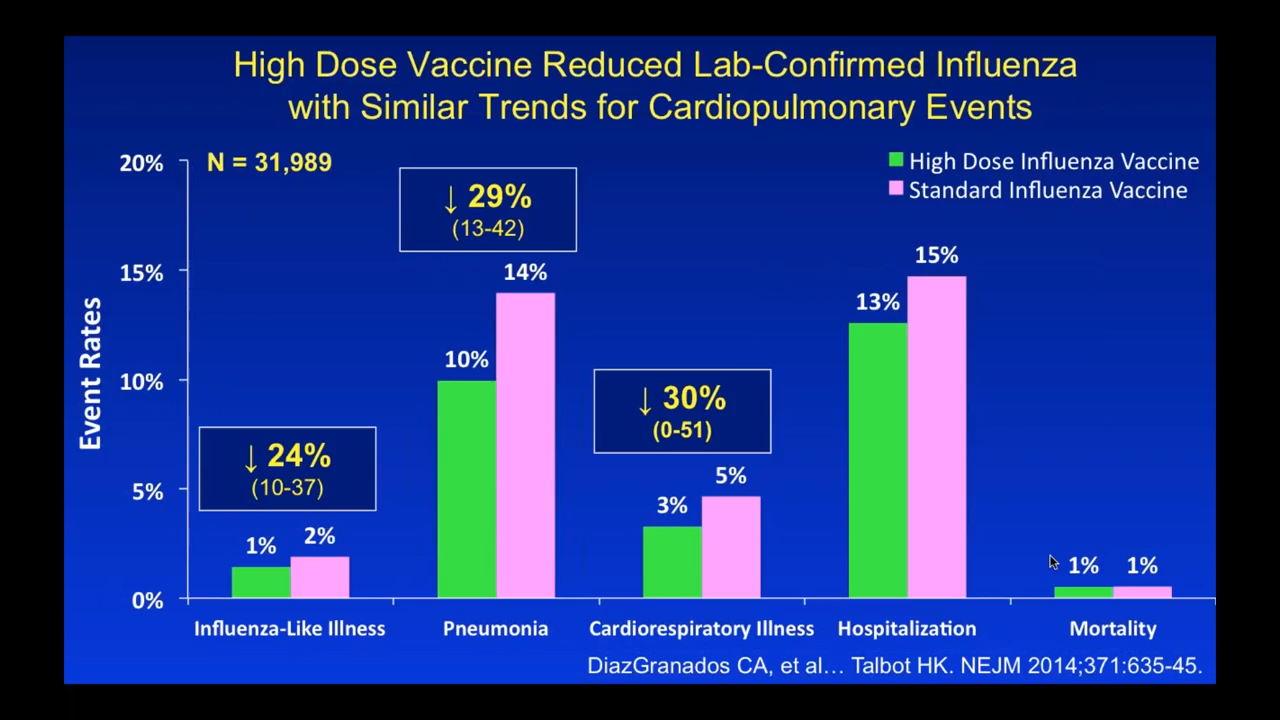 High Dose Vaccine Reduced Lab-Confirmed Influenza
with Similar Trends for Cardiopulmonary Events
N = 31,989
High Dose Influenza Vaccine
Standard Influenza Vaccine
Event Rates
20%
15%
10%
5%
0%
↓ 24%
(10-37)
1%
2%
↓ 29%
(13-42)
10%
14%
↓ 30%
(0-51)
3%
5%
13%
15%
1%
1%
Influenza-Like Illness
Pneumonia
Cardiorespiratory Illness
Hospitalization
Mortality
DiazGranados CA, et al… Talbot HK. NEJM 2014;371:635-45.